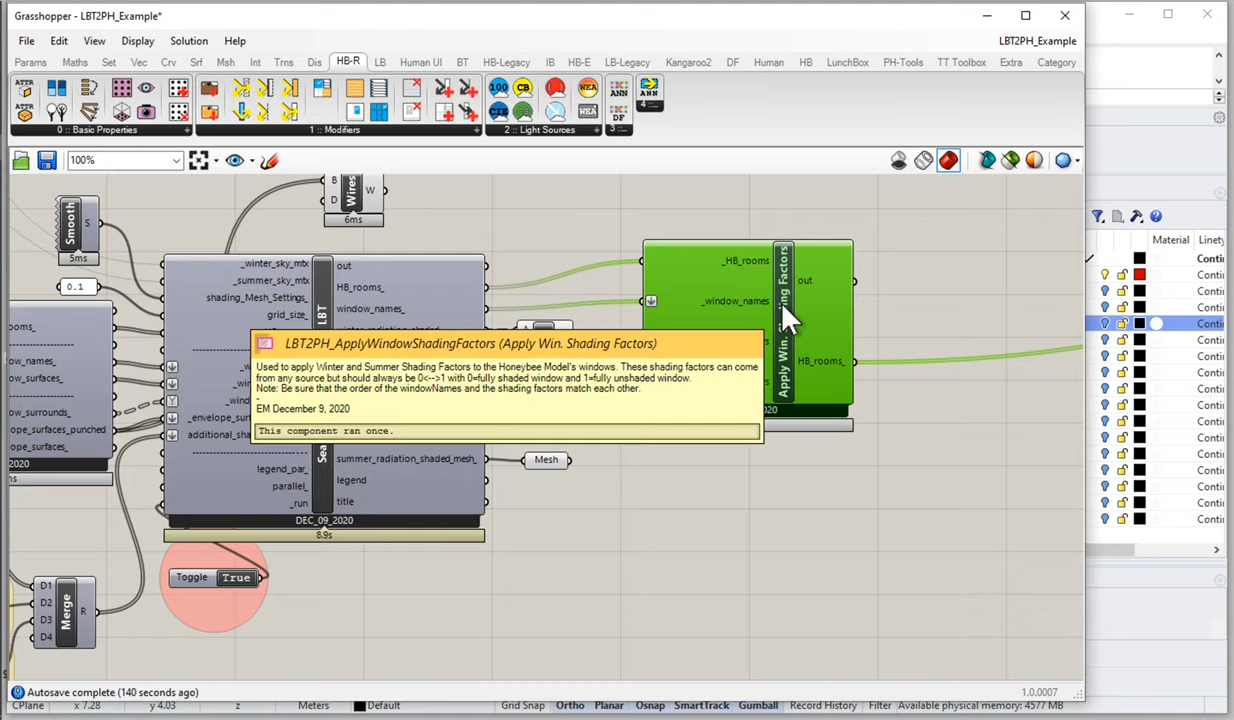 Grasshopper - LBT2PH_Example*
File Edit View Display Solution Help
LBT2PH_Example
Params Maths Set Vec Crv Srf Msh Int Trns Dis HB-R LB Human UI BT HB-Legacy IB HB-E LB-Legacy Kangaroo2 DF Human HB LunchBox PH-Tools TT Toolbox Extra Category
0 :: Basic Properties
1 :: Modifiers
2 :: Light Sources
3 ::
4 ::
100%
Material Linety
B
D
Wires
W
6ms
Smooth
S
5ms
0.1
_winter_sky_mtx
_summer_sky_mtx
shading_Mesh_Settings_
grid_size_
LBT
out
HB_rooms_
window_names_
_HB_rooms
_window_names
Apply Win. Shading Factors
out
HB_rooms_
LBT2PH_ApplyWindowShadingFactors (Apply Win. Shading Factors)
Used to apply Winter and Summer Shading Factors to the Honeybee Model's windows. These shading factors can come
from any source but should always be 0<-->1 with 0=fully shaded window and 1=fully unshaded window.
Note: Be sure that the order of the windowNames and the shading factors match each other.
-
EM December 9, 2020
This component ran once.
_envelope_su
additional_sha
legend_par_
parallel_
_run
summer_radiation_shaded_mesh_
legend
title
Mesh
DEC_09_2020
8.9s
Toggle True
D1
D2
D3
D4
Merge
R
Autosave complete (140 seconds ago)
1.0.0007
CPlane x 7.28 y 4.03 z Meters Default Grid Snap Ortho Planar Osnap SmartTrack Gumball Record History Filter Available physical memory: 4577 MB